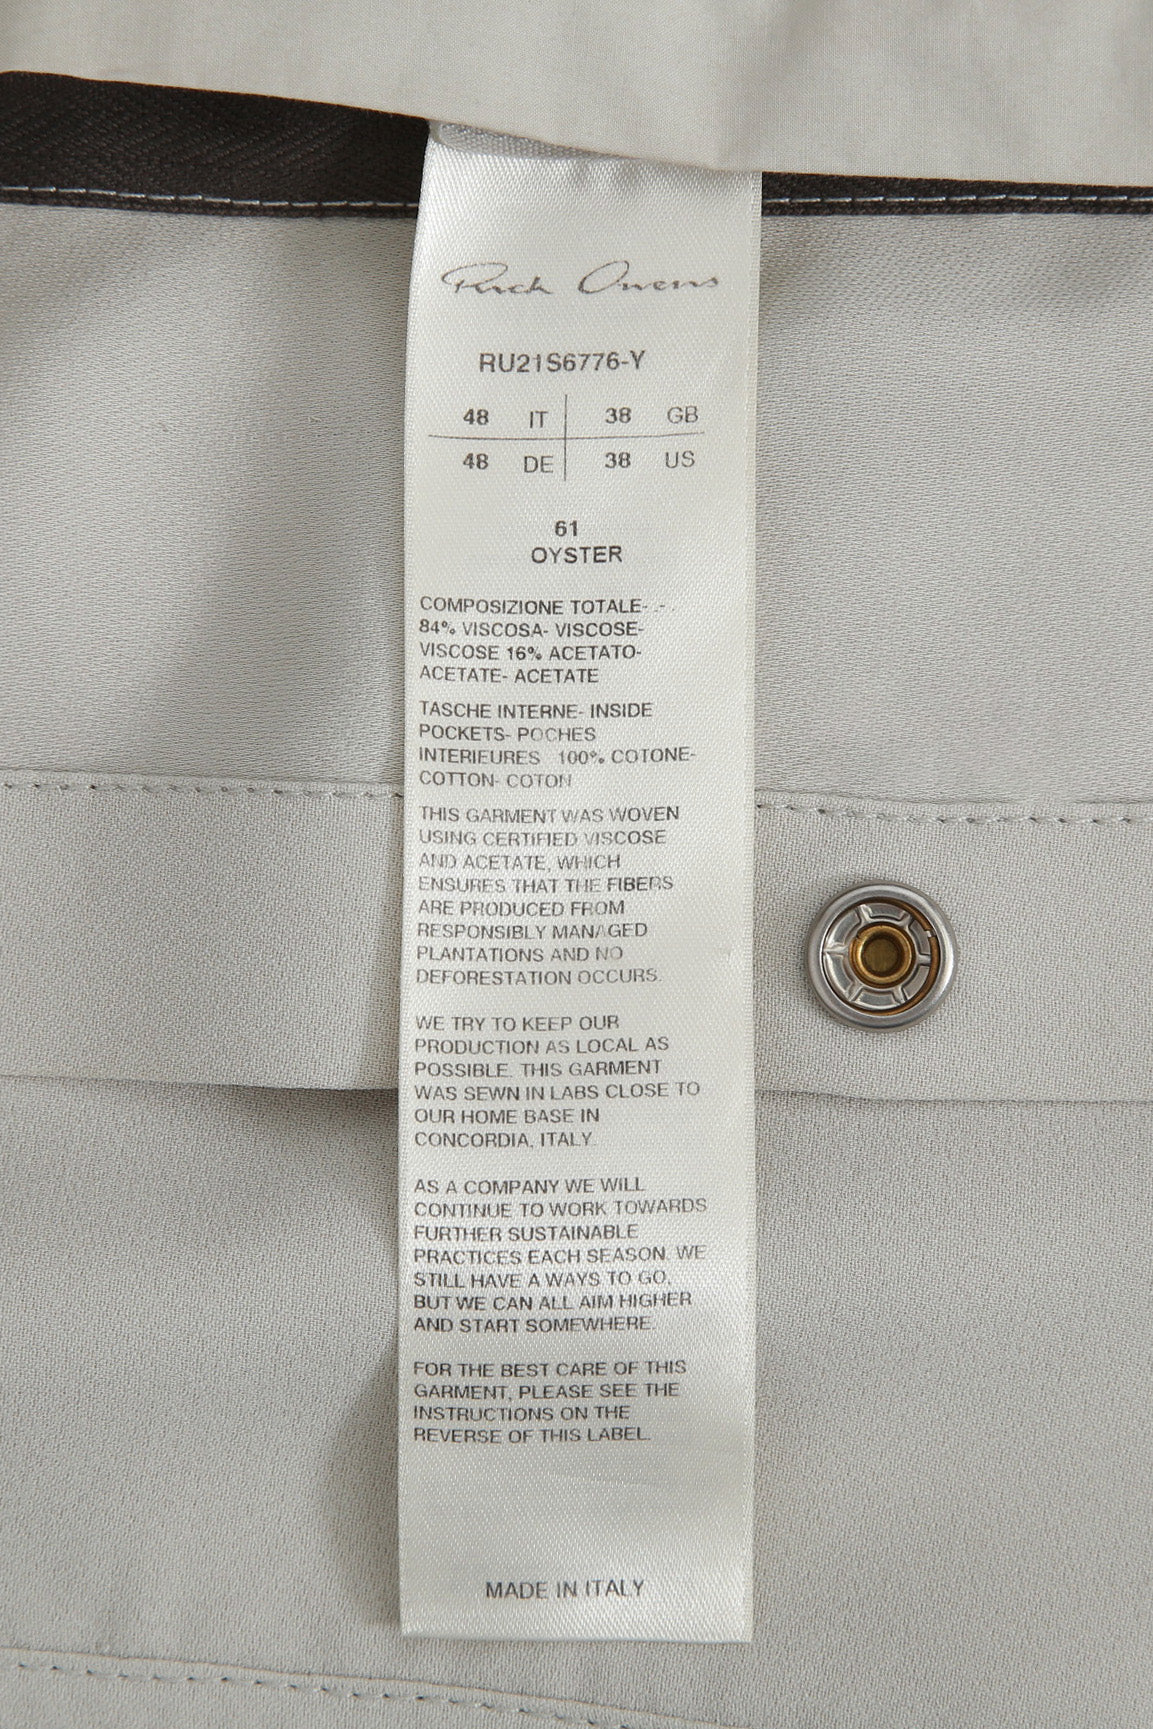 Rick Owens
RU21S6776-Y
48 IT 38 GB
48 DE 38 US
61
OYSTER
COMPOSIZIONE TOTALE- .- .
84% VISCOSA- VISCOSE-
VISCOSE 16% ACETATO-
ACETATE- ACETATE
TASCHE INTERNE- INSIDE
POCKETS- POCHES
INTERIEURES 100% COTONE-
COTTON- COTON
THIS GARMENT WAS WOVEN
USING CERTIFIED VISCOSE
AND ACETATE, WHICH
ENSURES THAT THE FIBERS
ARE PRODUCED FROM
RESPONSIBLY MANAGED
PLANTATIONS AND NO
DEFORESTATION OCCURS.
WE TRY TO KEEP OUR
PRODUCTION AS LOCAL AS
POSSIBLE. THIS GARMENT
WAS SEWN IN LABS CLOSE TO
OUR HOME BASE IN
CONCORDIA, ITALY.
AS A COMPANY WE WILL
CONTINUE TO WORK TOWARDS
FURTHER SUSTAINABLE
PRACTICES EACH SEASON. WE
STILL HAVE A WAYS TO GO,
BUT WE CAN ALL AIM HIGHER
AND START SOMEWHERE.
FOR THE BEST CARE OF THIS
GARMENT, PLEASE SEE THE
INSTRUCTIONS ON THE
REVERSE OF THIS LABEL.
MADE IN ITALY